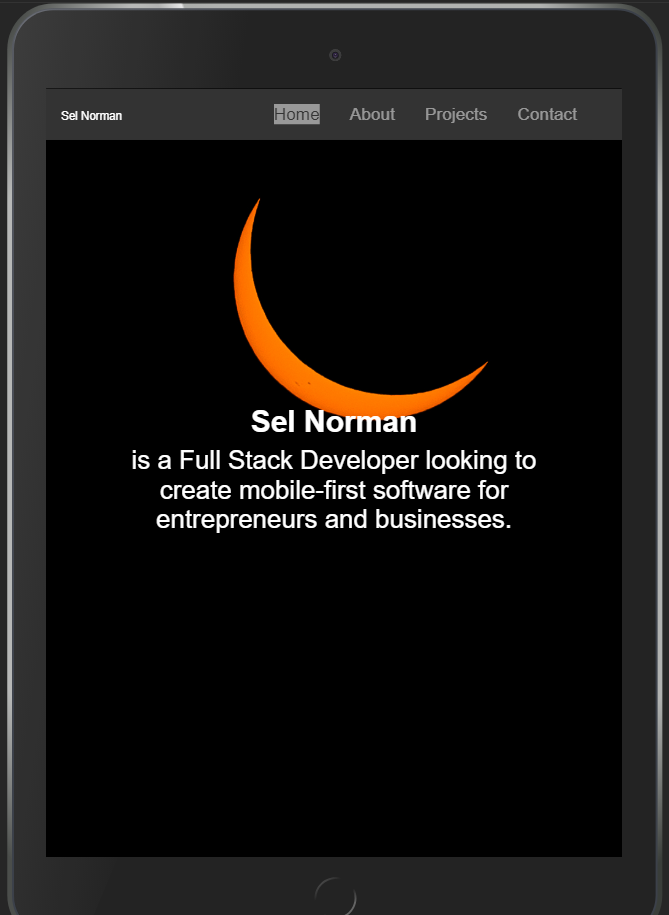 Sel Norman Home About Projects Contact
Sel Norman
is a Full Stack Developer looking to
create mobile-first software for
entrepreneurs and businesses.